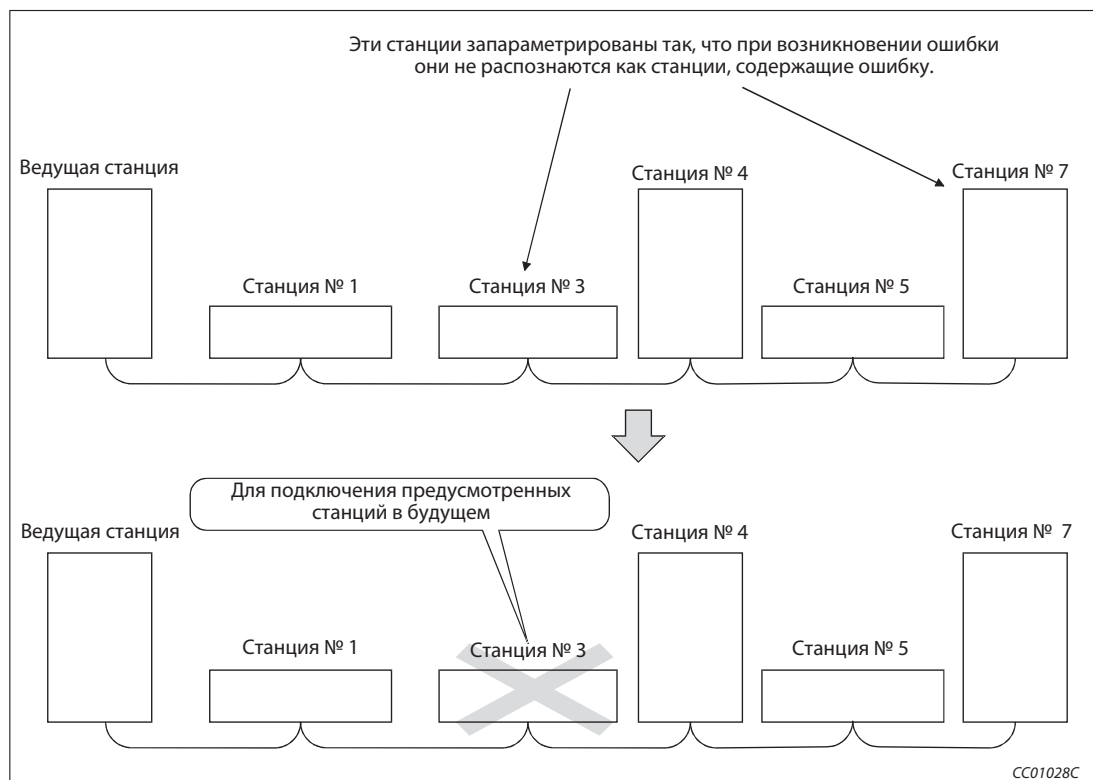 Эти станции запараметрированы так, что при возникновении ошибки
они не распознаются как станции, содержащие ошибку.
Ведущая станция
Станция № 4
Станция № 7
Станция № 1
Станция № 3
Станция № 5
Для подключения предусмотренных
станций в будущем
Ведущая станция
Станция № 4
Станция № 7
Станция № 1
Станция № 3
Станция № 5
CC01028C